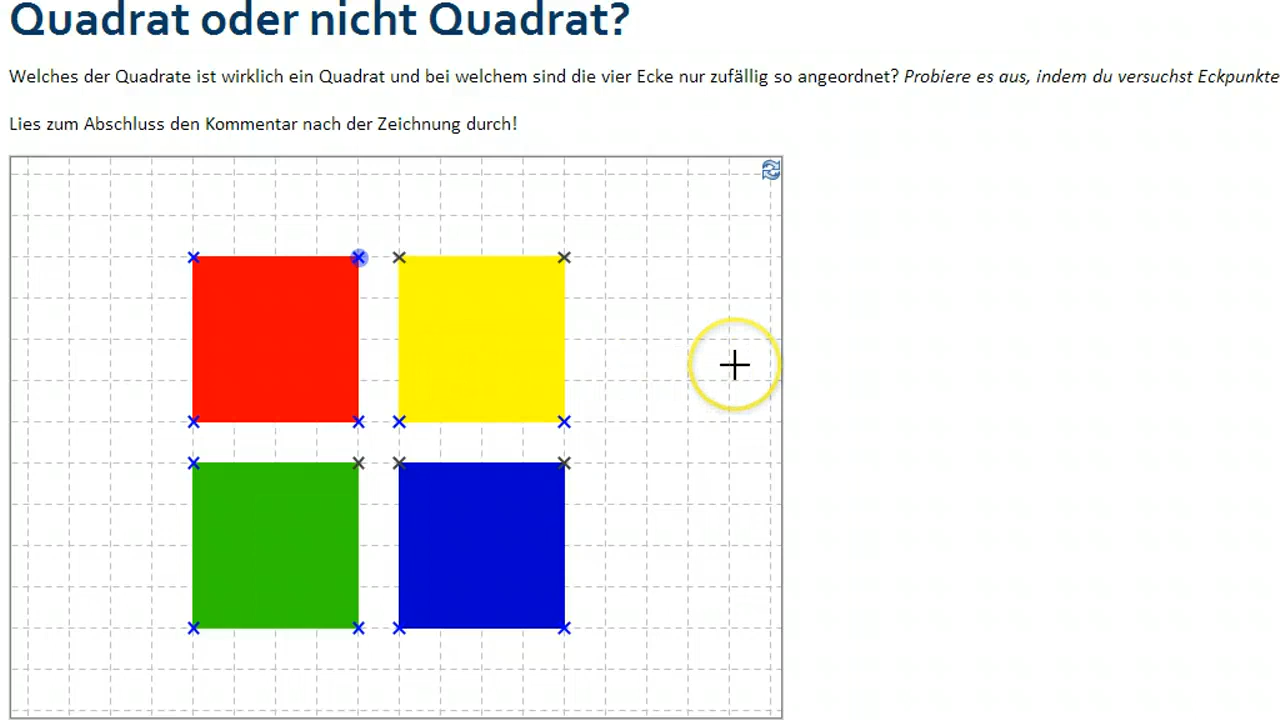 Quadrat oder nicht Quadrat?
Welches der Quadrate ist wirklich ein Quadrat und bei welchem sind die vier Ecke nur zufällig so angeordnet? Probiere es aus, indem du versuchst Eckpunkte
Lies zum Abschluss den Kommentar nach der Zeichnung durch!